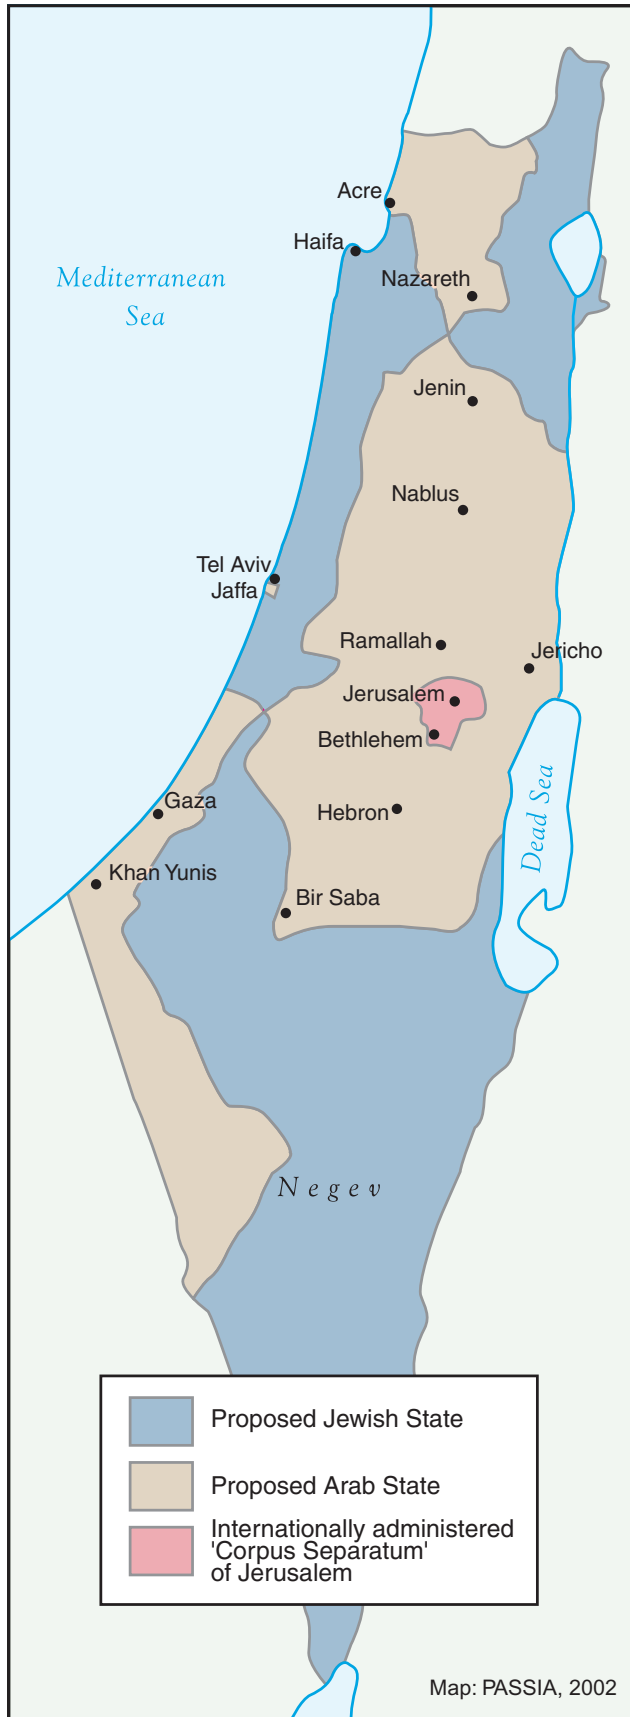 Acre
Haifa
Mediterranean
Sea
Nazareth
Jenin
Nablus
Tel Aviv
Jaffa
Ramallah
Jericho
Jerusalem
Bethlehem
Dead Sea
Gaza
Hebron
Khan Yunis
Bir Saba
Negev
Proposed Jewish State
Proposed Arab State
Internationally administered
'Corpus Separatum'
of Jerusalem
Map: PASSIA, 2002